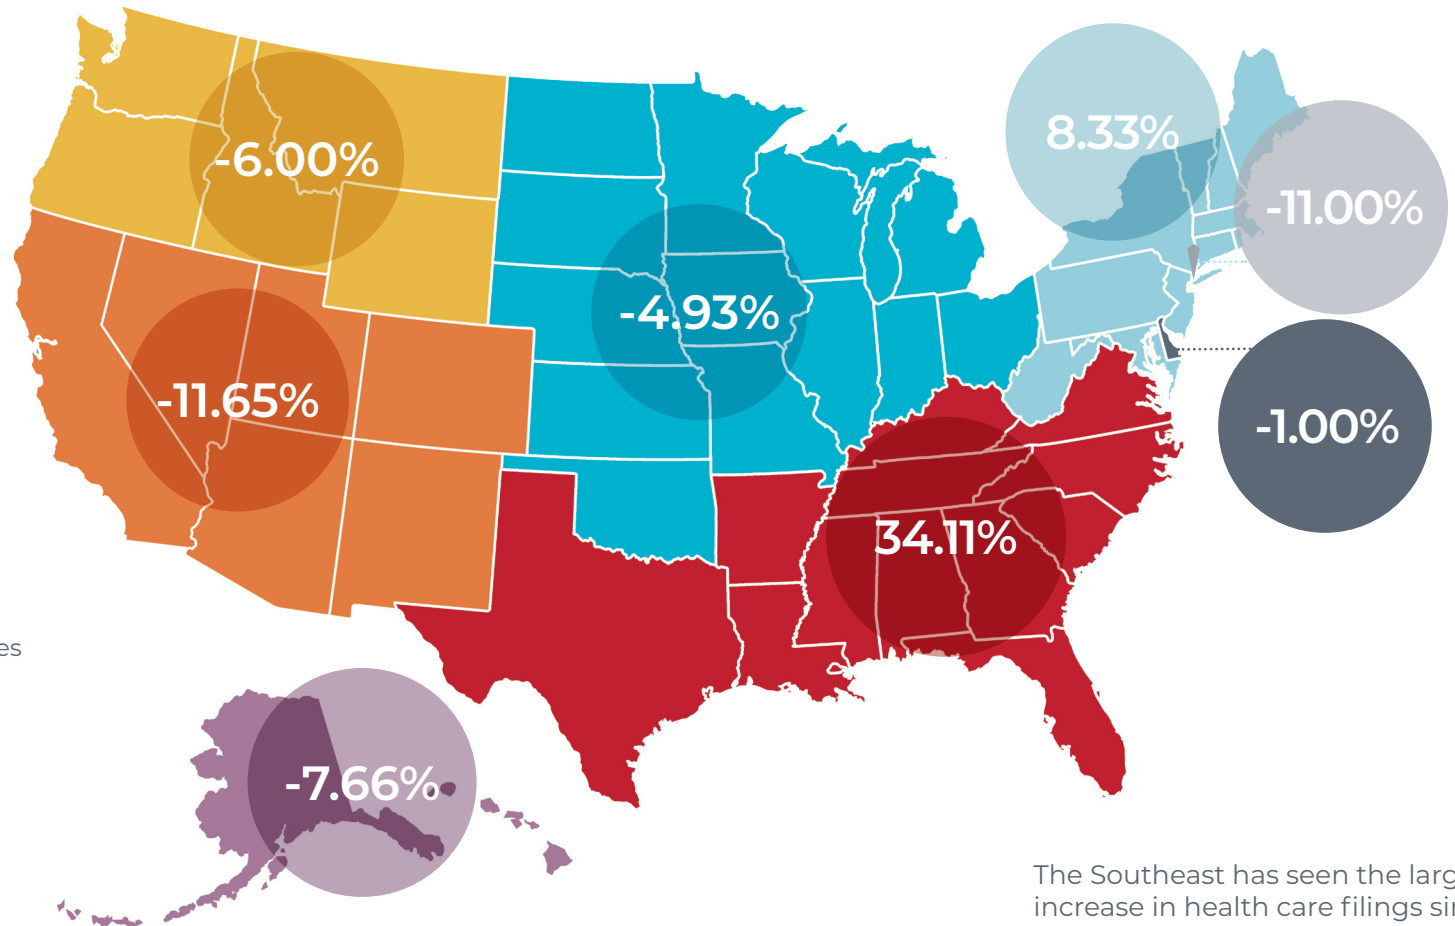 8.33%
-6.00%
-11.00%
-4.93%
-11.65%
-1.00%
34.11%
es
-7.66%
The Southeast has seen the larg
increase in health care filings si